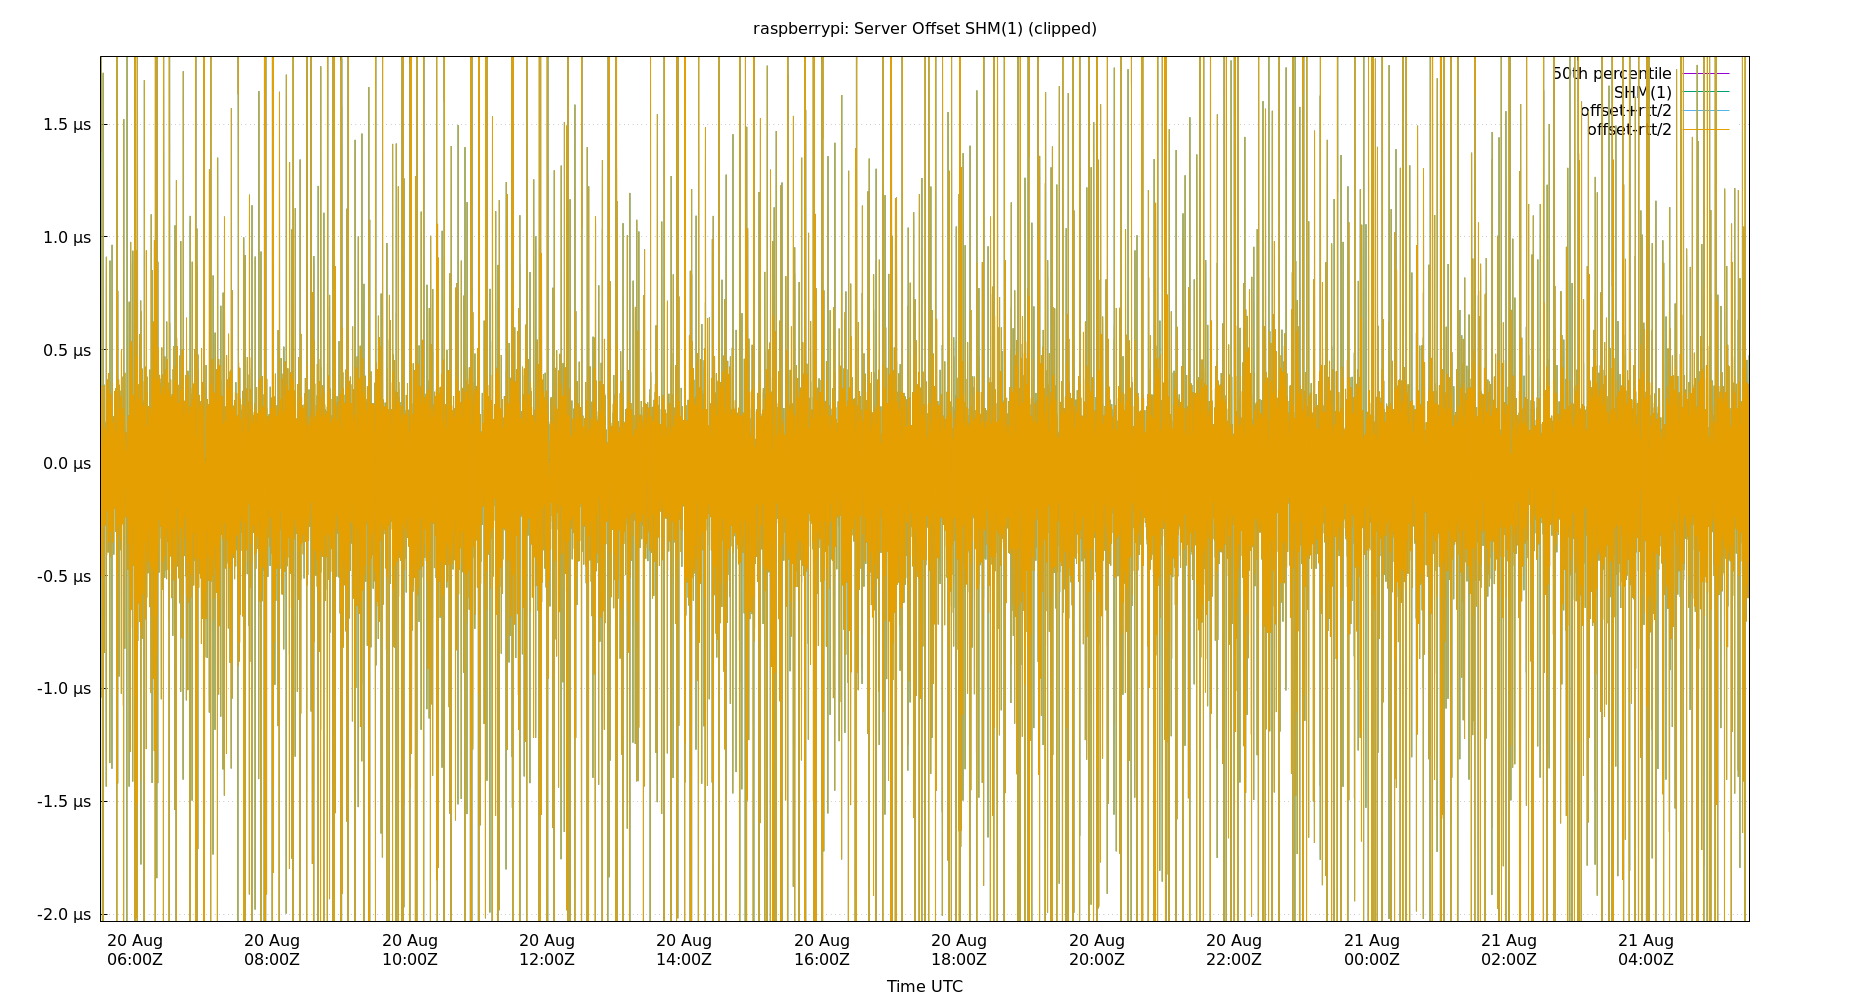 raspberrypi: Server Offset SHM(1) (clipped)
50th percentile
SHM(1)
offset+rtt/2
offset-rtt/2
1.5 µs
1.0 µs
0.5 µs
0.0 µs
-0.5 µs
-1.0 µs
-1.5 µs
-2.0 µs
20 Aug 20 Aug 20 Aug 20 Aug 20 Aug 20 Aug 20 Aug 20 Aug 20 Aug 21 Aug 21 Aug 21 Aug
06:00Z 08:00Z 10:00Z 12:00Z 14:00Z 16:00Z 18:00Z 20:00Z 22:00Z 00:00Z 02:00Z 04:00Z
Time UTC